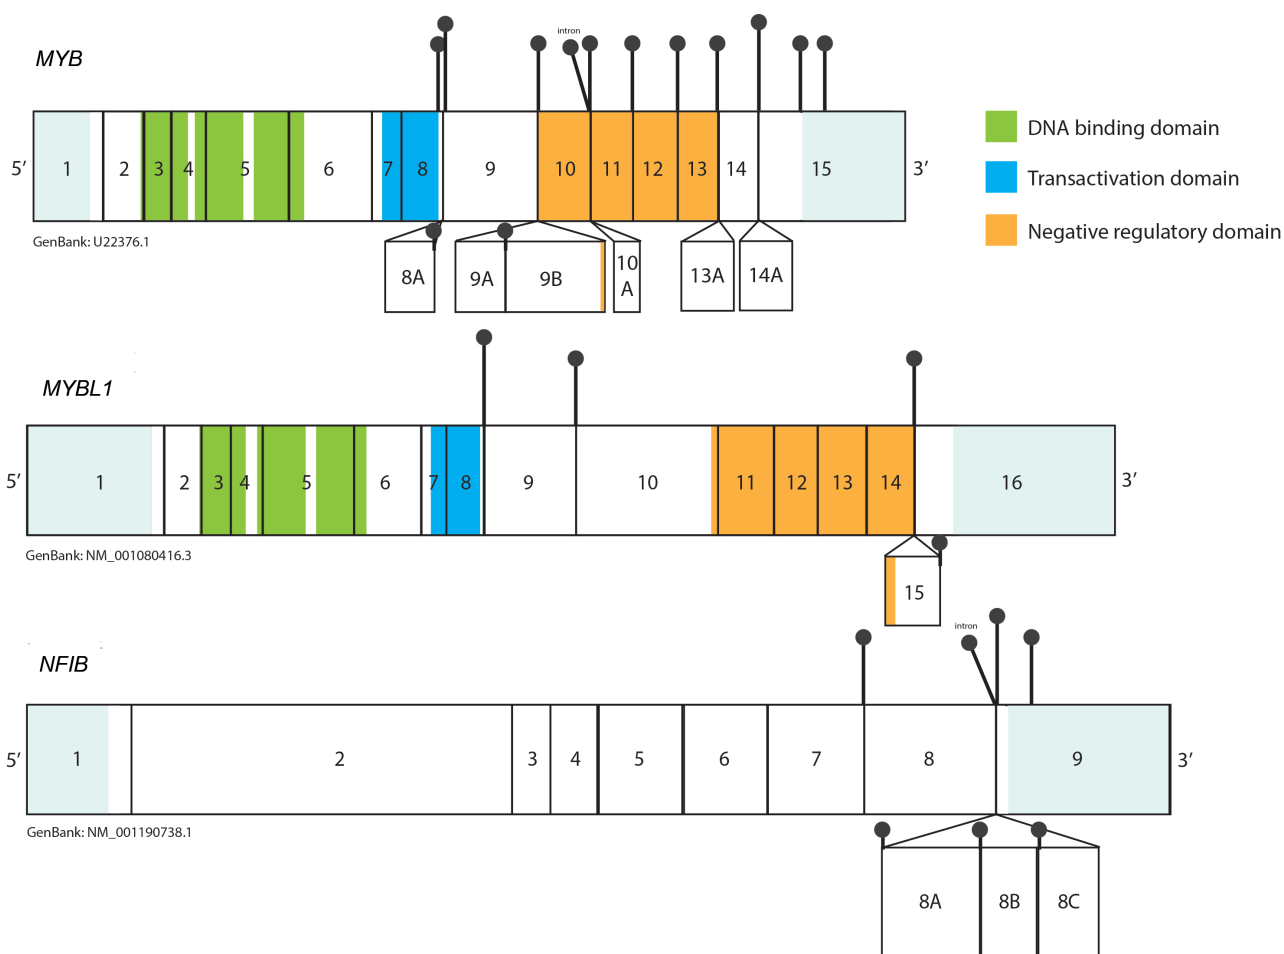 intron
MYB
DNA binding domain
5′ 1 2 3 4 5 6 7 8 9 10 11 12 13 14 15 3′
Transactivation domain
Negative regulatory domain
GenBank: U22376.1
8A 9A 9B 10 A 13A 14A
MYBL1
5′ 1 2 3 4 5 6 7 8 9 10 11 12 13 14 16 3′
GenBank: NM_001080416.3
15
intron
NFIB
5′ 1 2 3 4 5 6 7 8 9 3′
GenBank: NM_001190738.1
8A 8B 8C